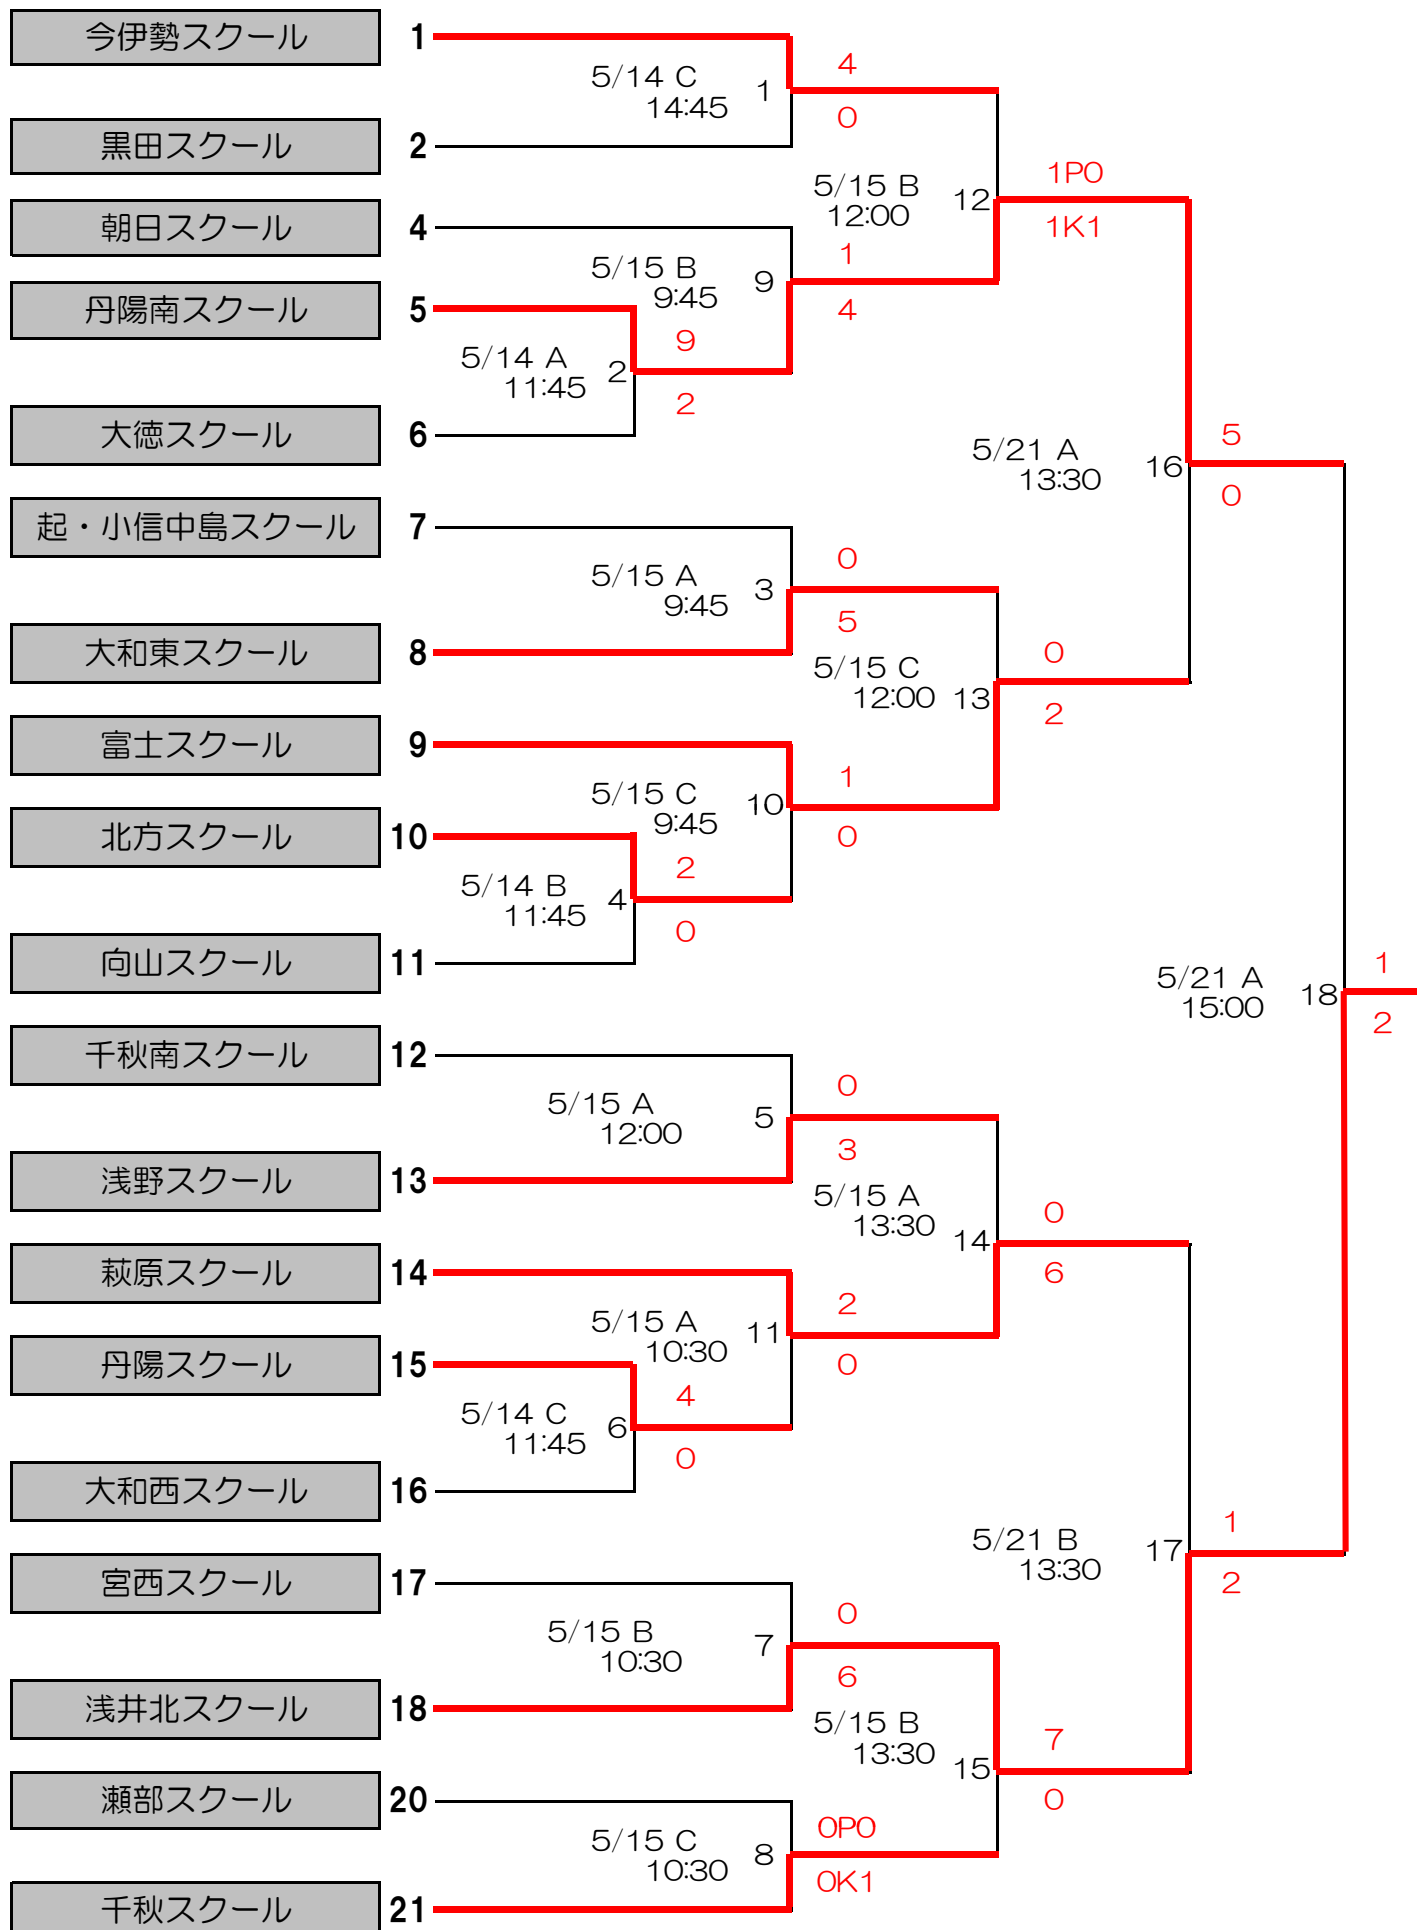 今伊勢スクール 1
4
5/14 C
14:45
1
0
黒田スクール 2
1P0
5/15 B
12:00
12
1K1
朝日スクール 4
1
5/15 B
9:45
9
4
丹陽南スクール 5
9
5/14 A
11:45
2
2
大徳スクール 6
5
5/21 A
13:30
16
0
起・小信中島スクール 7
0
5/15 A
9:45
3
5
大和東スクール 8
0
5/15 C
12:00
13
2
富士スクール 9
1
5/15 C
9:45
10
0
北方スクール 10
2
5/14 B
11:45
4
0
向山スクール 11
1
5/21 A
15:00
18
2
千秋南スクール 12
0
5/15 A
12:00
5
3
浅野スクール 13
0
5/15 A
13:30
14
6
萩原スクール 14
2
5/15 A
10:30
11
0
丹陽スクール 15
4
5/14 C
11:45
6
0
大和西スクール 16
1
5/21 B
13:30
17
2
宮西スクール 17
0
5/15 B
10:30
7
6
浅井北スクール 18
7
5/15 B
13:30
15
0
瀬部スクール 20
0P0
5/15 C
10:30
8
0K1
千秋スクール 21